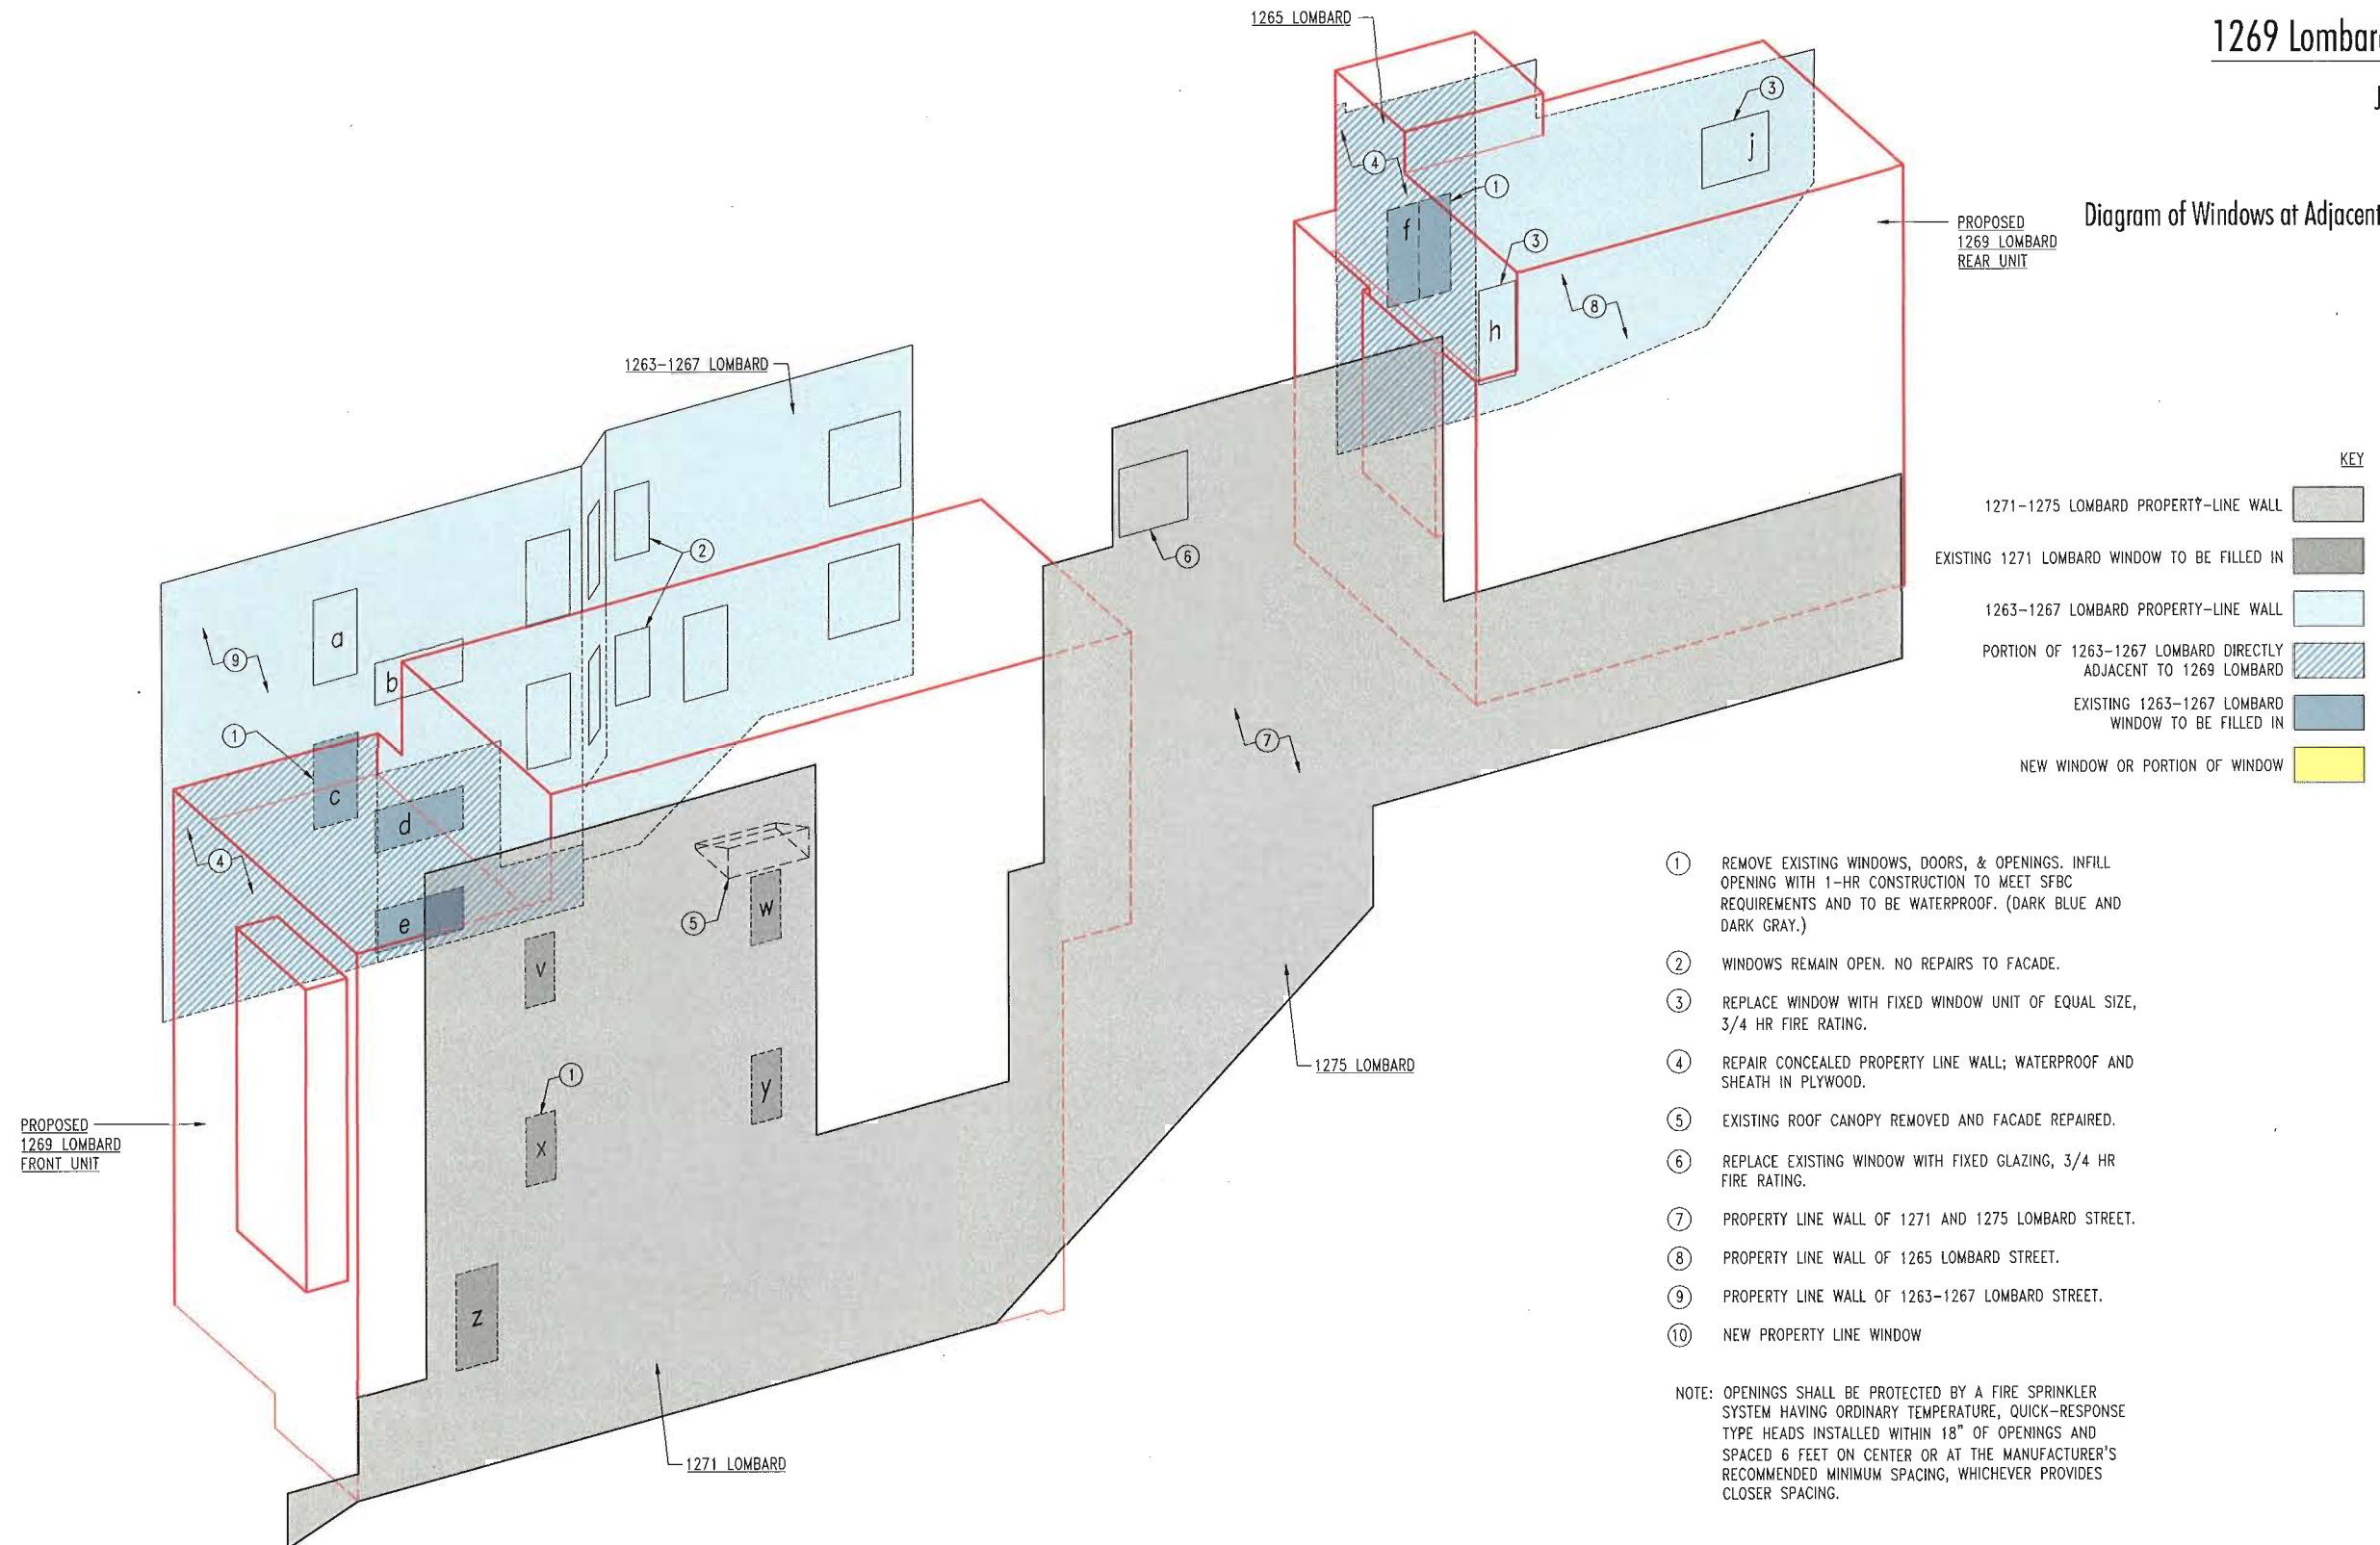 1269 Lombar
J
Diagram of Windows at Adjacent
1265 LOMBARD
3
j
4
1
f
3
h
8
PROPOSED
1269 LOMBARD
REAR UNIT
1263-1267 LOMBARD
2
6
a
9
b
1
c
d
4
e
5
w
v
7
1
y
x
1275 LOMBARD
PROPOSED
1269 LOMBARD
FRONT UNIT
z
1271 LOMBARD
KEY
1271-1275 LOMBARD PROPERTY-LINE WALL
EXISTING 1271 LOMBARD WINDOW TO BE FILLED IN
1263-1267 LOMBARD PROPERTY-LINE WALL
PORTION OF 1263-1267 LOMBARD DIRECTLY
ADJACENT TO 1269 LOMBARD
EXISTING 1263-1267 LOMBARD
WINDOW TO BE FILLED IN
NEW WINDOW OR PORTION OF WINDOW
1 REMOVE EXISTING WINDOWS, DOORS, & OPENINGS. INFILL
OPENING WITH 1-HR CONSTRUCTION TO MEET SFBC
REQUIREMENTS AND TO BE WATERPROOF. (DARK BLUE AND
DARK GRAY.)
2 WINDOWS REMAIN OPEN. NO REPAIRS TO FACADE.
3 REPLACE WINDOW WITH FIXED WINDOW UNIT OF EQUAL SIZE,
3/4 HR FIRE RATING.
4 REPAIR CONCEALED PROPERTY LINE WALL; WATERPROOF AND
SHEATH IN PLYWOOD.
5 EXISTING ROOF CANOPY REMOVED AND FACADE REPAIRED.
6 REPLACE EXISTING WINDOW WITH FIXED GLAZING, 3/4 HR
FIRE RATING.
7 PROPERTY LINE WALL OF 1271 AND 1275 LOMBARD STREET.
8 PROPERTY LINE WALL OF 1265 LOMBARD STREET.
9 PROPERTY LINE WALL OF 1263-1267 LOMBARD STREET.
10 NEW PROPERTY LINE WINDOW
NOTE: OPENINGS SHALL BE PROTECTED BY A FIRE SPRINKLER
SYSTEM HAVING ORDINARY TEMPERATURE, QUICK-RESPONSE
TYPE HEADS INSTALLED WITHIN 18" OF OPENINGS AND
SPACED 6 FEET ON CENTER OR AT THE MANUFACTURER'S
RECOMMENDED MINIMUM SPACING, WHICHEVER PROVIDES
CLOSER SPACING.